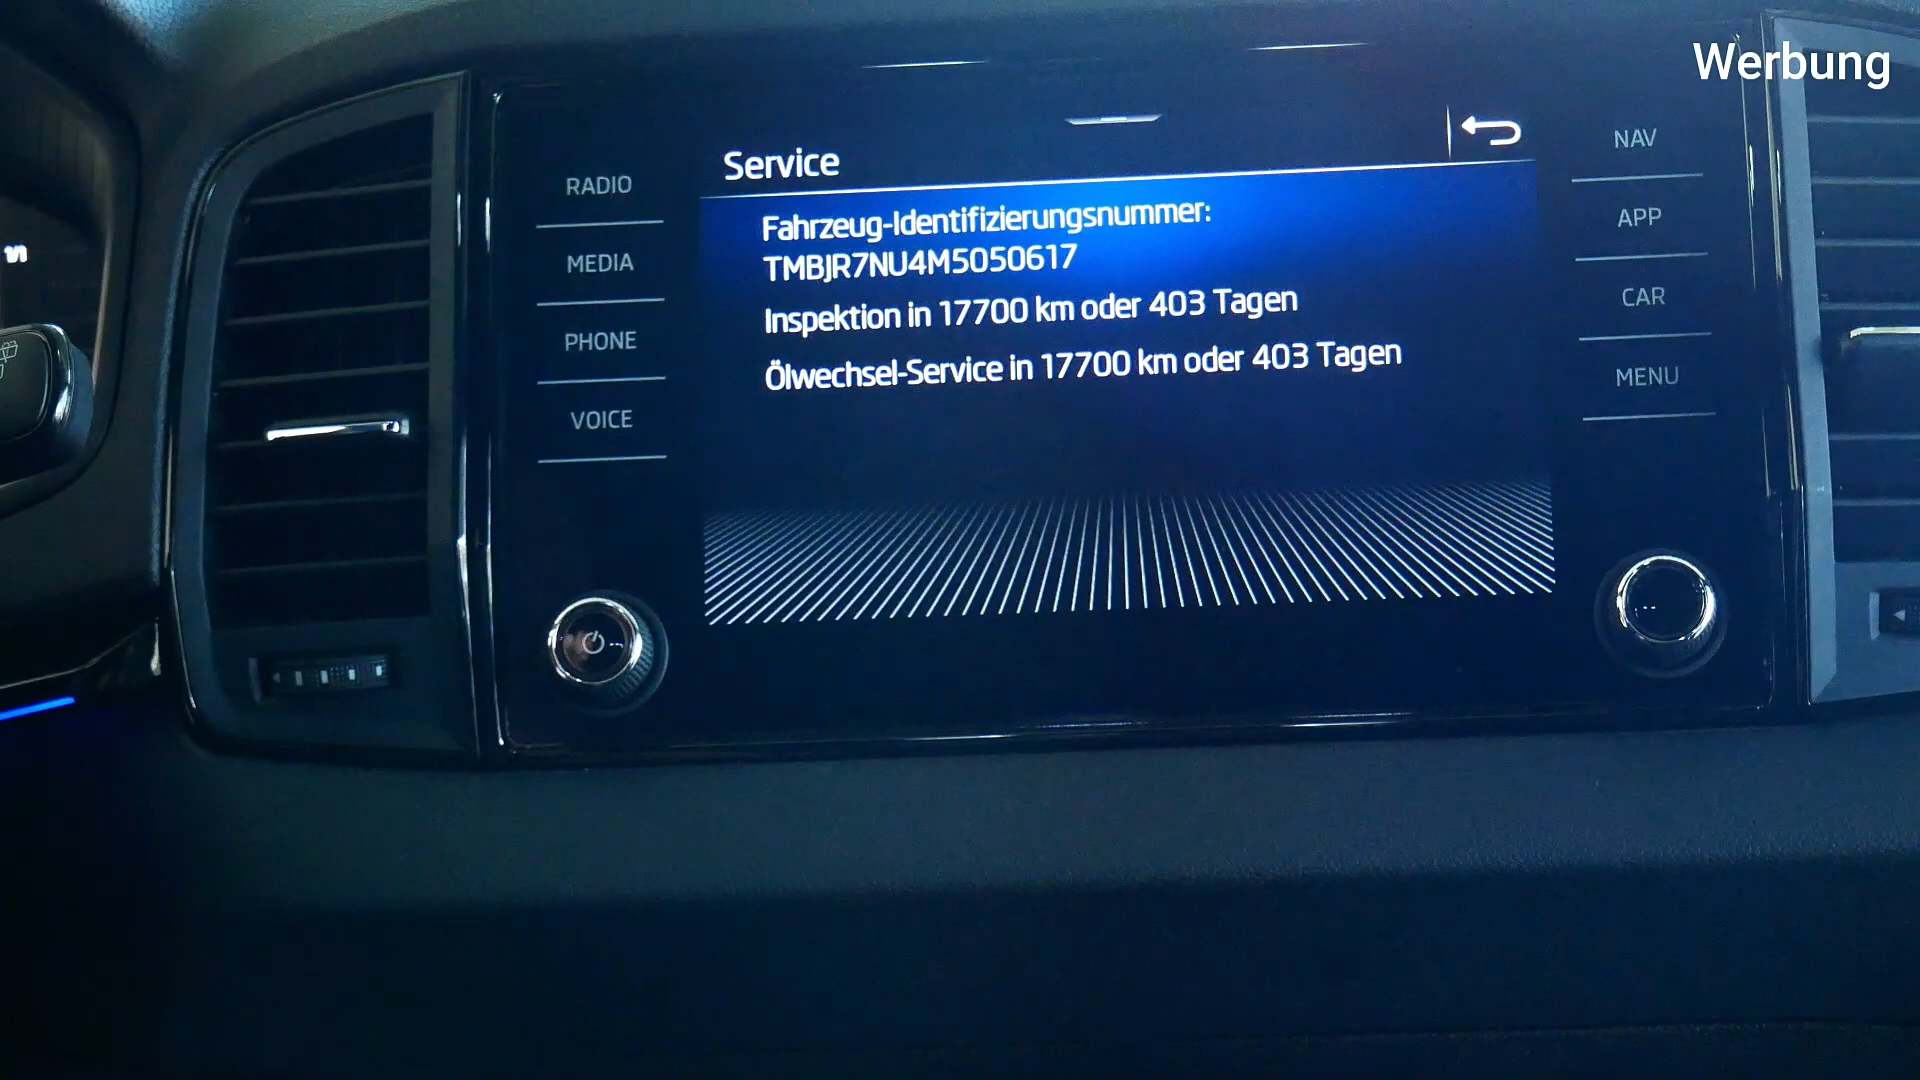 Werbung
Service
Fahrzeug-Identifizierungsnummer:
TMBJR7NU4M5050617
Inspektion in 17700 km oder 403 Tagen
Ölwechsel-Service in 17700 km oder 403 Tagen
RADIO
MEDIA
PHONE
VOICE
NAV
APP
CAR
MENU